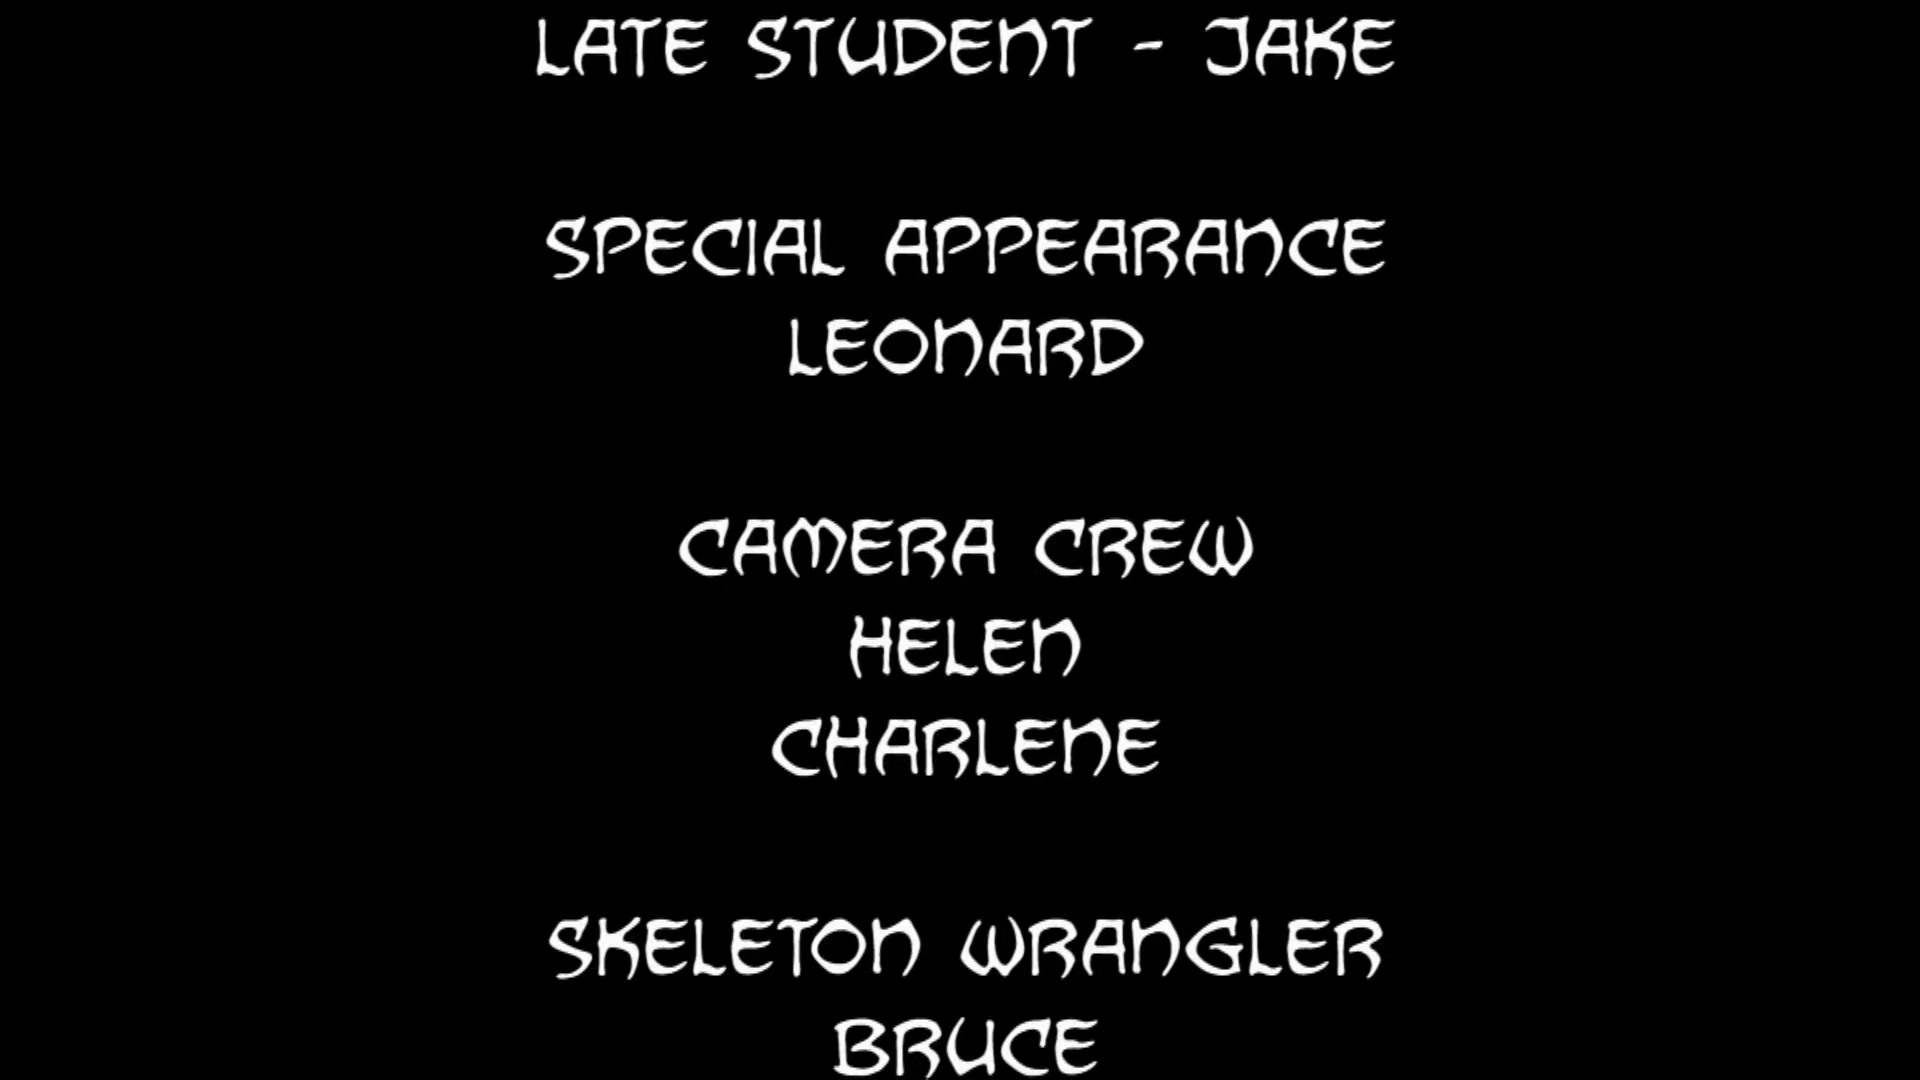 LATE STUDENT - JAKE
SPECIAL APPEARANCE
LEONARD
CAMERA CREW
HELEN
CHARLENE
SKELETON WRANGLER
BRUCE